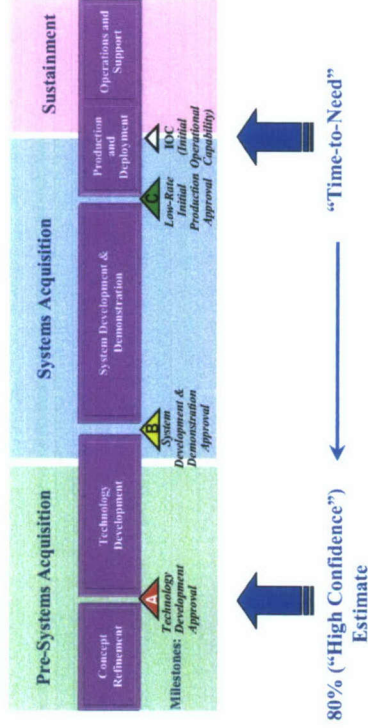 Pre-Systems Acquisition
Systems Acquisition
Sustainment
Concept
Refinement
Technology
Development
System Development &
Demonstration
Production
and
Deployment
Operations and
Support
A
B
C
Milestones:
Technology
Development
Approval
System
Development &
Demonstration
Approval
Low-Rate
Initial
Production
Approval
IOC
(Initial
Operational
Capability)
80% ("High Confidence")
Estimate
"Time-to-Need"